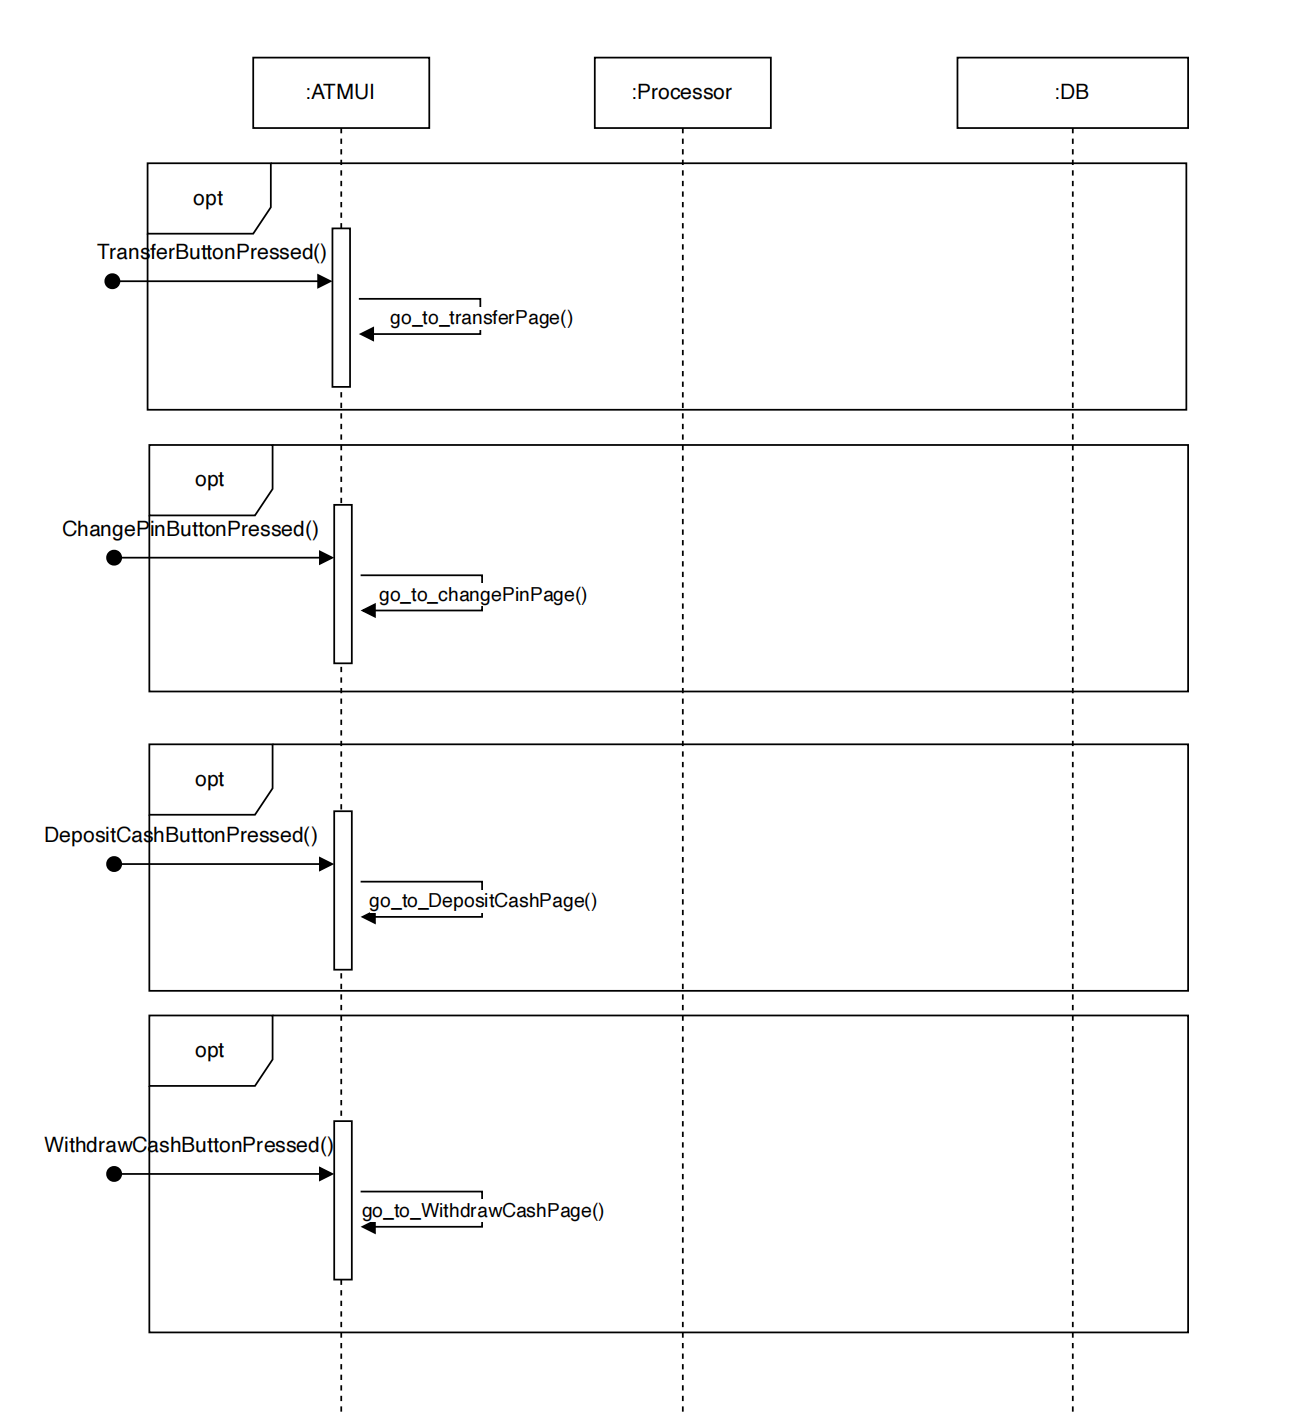 :ATMUI
:Processor
:DB
opt
TransferButtonPressed()
go_to_transferPage()
opt
ChangePinButtonPressed()
go_to_changePinPage()
opt
DepositCashButtonPressed()
go_to_DepositCashPage()
opt
WithdrawCashButtonPressed()
go_to_WithdrawCashPage()